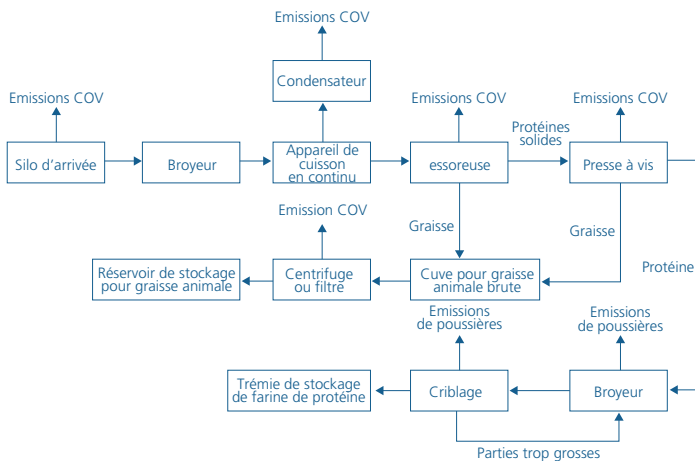 Emissions COV
Condensateur
Emissions COV
Emissions COV
Emissions COV
Silo d'arrivée
Broyeur
Appareil de
cuisson
en continu
essoreuse
Protéines
solides
Presse à vis
Emission COV
Graisse
Graisse
Protéine
Réservoir de stockage
pour graisse animale
Centrifuge
ou filtre
Cuve pour graisse
animale brute
Emissions
de poussières
Emissions
de poussières
Trémie de stockage
de farine de protéine
Criblage
Broyeur
Parties trop grosses